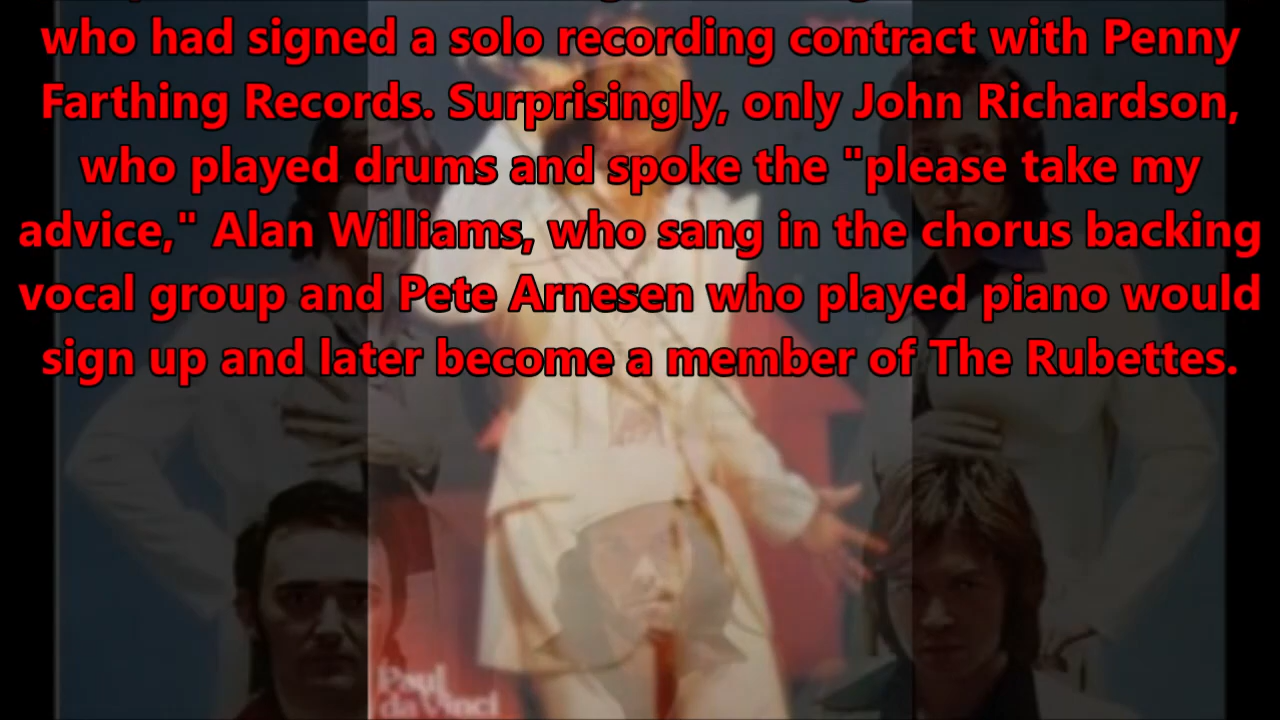 who had signed a solo recording contract with Penny
Farthing Records. Surprisingly, only John Richardson,
who played drums and spoke the "please take my
advice," Alan Williams, who sang in the chorus backing
vocal group and Pete Arnesen who played piano would
sign up and later become a member of The Rubettes.
Paul
da Vinci